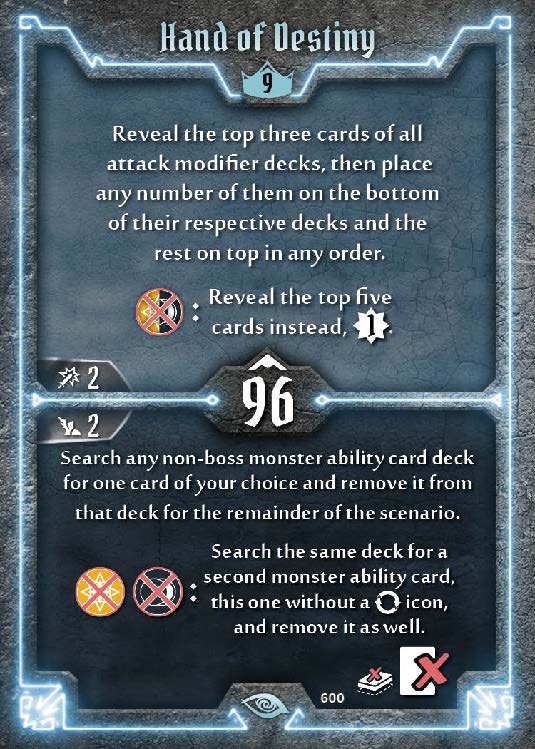 Hand of Destiny
9
Reveal the top three cards of all
attack modifier decks, then place
any number of them on the bottom
of their respective decks and the
rest on top in any order.
: Reveal the top five
cards instead, 1.
2
96
2
Search any non-boss monster ability card deck
for one card of your choice and remove it from
that deck for the remainder of the scenario.
: Search the same deck for a
second monster ability card,
this one without a icon,
and remove it as well.
600